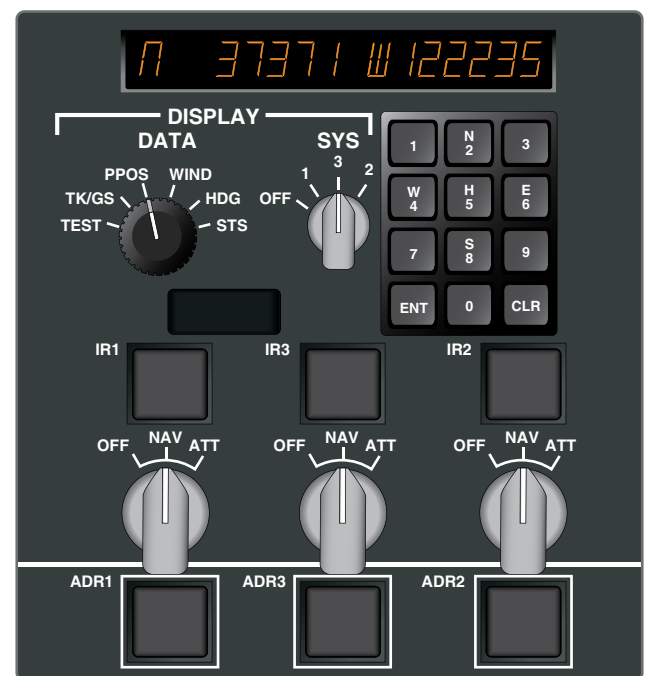 N 37371 W122235
DISPLAY
DATA SYS
TK/GS PPOS WIND HDG
TEST STS
OFF 1 3 2
1 N 2 3
W 4 H 5 E 6
7 S 8 9
ENT 0 CLR
IR1 IR3 IR2
OFF NAV ATT OFF NAV ATT OFF NAV ATT
ADR1 ADR3 ADR2